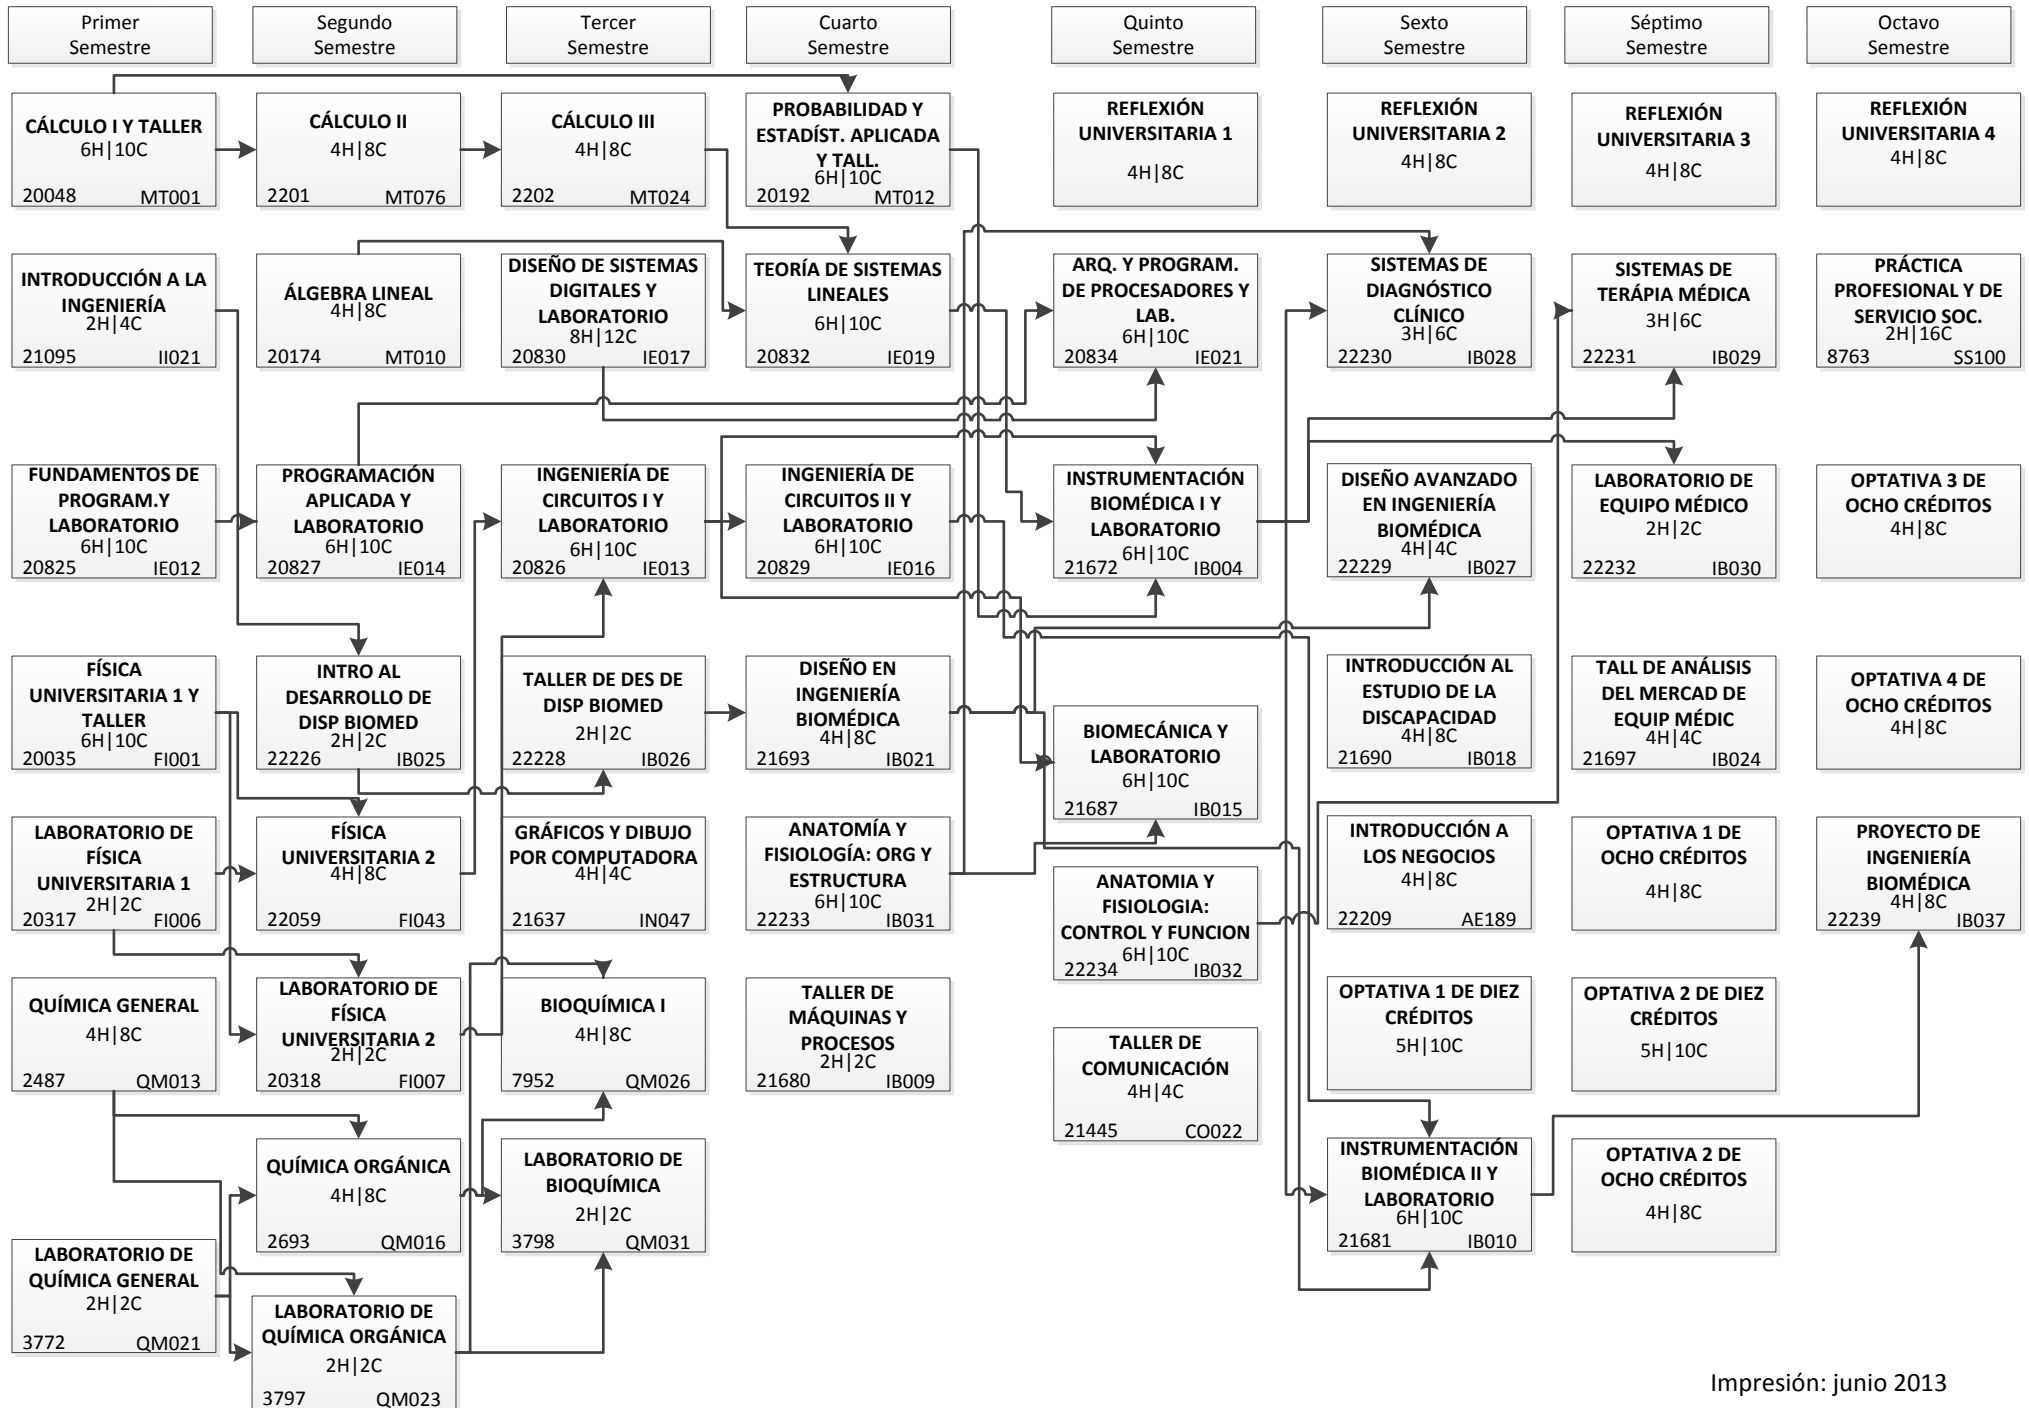 Primer
Semestre
Segundo
Semestre
Tercer
Semestre
Cuarto
Semestre
Quinto
Semestre
Sexto
Semestre
Séptimo
Semestre
Octavo
Semestre
CÁLCULO I Y TALLER
6H|10C
20048 MT001
CÁLCULO II
4H|8C
2201 MT076
CÁLCULO III
4H|8C
2202 MT024
PROBABILIDAD Y
ESTADÍST. APLICADA
Y TALL.
6H|10C
20192 MT012
REFLEXIÓN
UNIVERSITARIA 1
4H|8C
REFLEXIÓN
UNIVERSITARIA 2
4H|8C
REFLEXIÓN
UNIVERSITARIA 3
4H|8C
REFLEXIÓN
UNIVERSITARIA 4
4H|8C
INTRODUCCIÓN A LA
INGENIERÍA
2H|4C
21095 II021
ÁLGEBRA LINEAL
4H|8C
20174 MT010
DISEÑO DE SISTEMAS
DIGITALES Y
LABORATORIO
8H|12C
20830 IE017
TEORÍA DE SISTEMAS
LINEALES
6H|10C
20832 IE019
ARQ. Y PROGRAM.
DE PROCESADORES Y
LAB.
6H|10C
20834 IE021
SISTEMAS DE
DIAGNÓSTICO
CLÍNICO
3H|6C
22230 IB028
SISTEMAS DE
TERÁPIA MÉDICA
3H|6C
22231 IB029
PRÁCTICA
PROFESIONAL Y DE
SERVICIO SOC.
2H|16C
8763 SS100
FUNDAMENTOS DE
PROGRAM.Y
LABORATORIO
6H|10C
20825 IE012
PROGRAMACIÓN
APLICADA Y
LABORATORIO
6H|10C
20827 IE014
INGENIERÍA DE
CIRCUITOS I Y
LABORATORIO
6H|10C
20826 IE013
INGENIERÍA DE
CIRCUITOS II Y
LABORATORIO
6H|10C
20829 IE016
INSTRUMENTACIÓN
BIOMÉDICA I Y
LABORATORIO
6H|10C
21672 IB004
DISEÑO AVANZADO
EN INGENIERÍA
BIOMÉDICA
4H|4C
22229 IB027
LABORATORIO DE
EQUIPO MÉDICO
2H|2C
22232 IB030
OPTATIVA 3 DE
OCHO CRÉDITOS
4H|8C
FÍSICA
UNIVERSITARIA 1 Y
TALLER
6H|10C
20035 FI001
INTRO AL
DESARROLLO DE
DISP BIOMED
2H|2C
22226 IB025
TALLER DE DES DE
DISP BIOMED
2H|2C
22228 IB026
DISEÑO EN
INGENIERÍA
BIOMÉDICA
4H|8C
21693 IB021
BIOMECÁNICA Y
LABORATORIO
6H|10C
21687 IB015
INTRODUCCIÓN AL
ESTUDIO DE LA
DISCAPACIDAD
4H|8C
21690 IB018
TALL DE ANÁLISIS
DEL MERCAD DE
EQUIP MÉDIC
4H|4C
21697 IB024
OPTATIVA 4 DE
OCHO CRÉDITOS
4H|8C
LABORATORIO DE
FÍSICA
UNIVERSITARIA 1
2H|2C
20317 FI006
FÍSICA
UNIVERSITARIA 2
4H|8C
22059 FI043
GRÁFICOS Y DIBUJO
POR COMPUTADORA
4H|4C
21637 IN047
ANATOMÍA Y
FISIOLOGÍA: ORG Y
ESTRUCTURA
6H|10C
22233 IB031
ANATOMIA Y
FISIOLOGIA:
CONTROL Y FUNCION
6H|10C
22234 IB032
INTRODUCCIÓN A
LOS NEGOCIOS
4H|8C
22209 AE189
OPTATIVA 1 DE
OCHO CRÉDITOS
4H|8C
PROYECTO DE
INGENIERÍA
BIOMÉDICA
4H|8C
22239 IB037
QUÍMICA GENERAL
4H|8C
2487 QM013
LABORATORIO DE
FÍSICA
UNIVERSITARIA 2
2H|2C
20318 FI007
BIOQUÍMICA I
4H|8C
7952 QM026
TALLER DE
MÁQUINAS Y
PROCESOS
2H|2C
21680 IB009
TALLER DE
COMUNICACIÓN
4H|4C
21445 CO022
OPTATIVA 1 DE DIEZ
CRÉDITOS
5H|10C
OPTATIVA 2 DE DIEZ
CRÉDITOS
5H|10C
QUÍMICA ORGÁNICA
4H|8C
2693 QM016
LABORATORIO DE
BIOQUÍMICA
2H|2C
3798 QM031
INSTRUMENTACIÓN
BIOMÉDICA II Y
LABORATORIO
6H|10C
21681 IB010
OPTATIVA 2 DE
OCHO CRÉDITOS
4H|8C
LABORATORIO DE
QUÍMICA GENERAL
2H|2C
3772 QM021
LABORATORIO DE
QUÍMICA ORGÁNICA
2H|2C
3797 QM023
Impresión: junio 2013